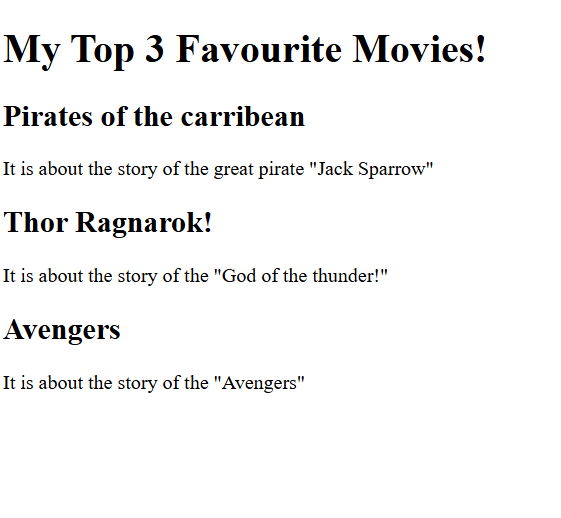 My Top 3 Favourite Movies!
Pirates of the carribean
It is about the story of the great pirate "Jack Sparrow"
Thor Ragnarok!
It is about the story of the "God of the thunder!"
Avengers
It is about the story of the "Avengers"